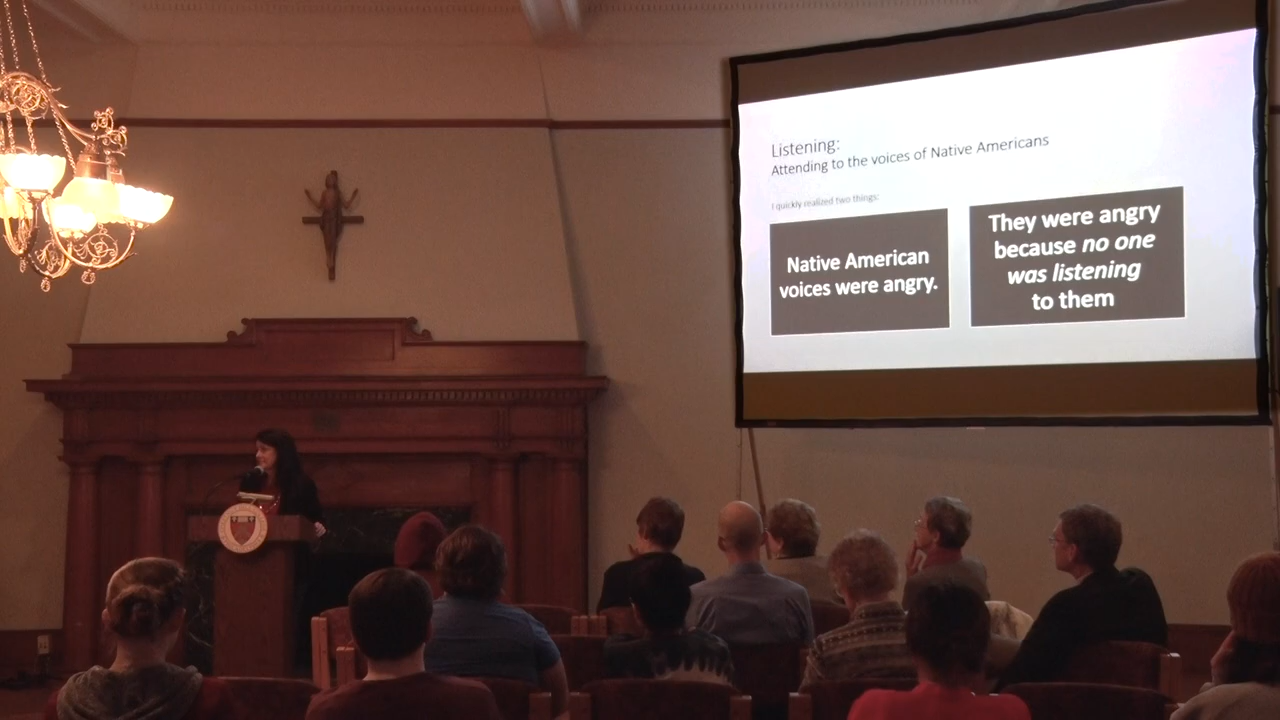 Listening:
Attending to the voices of Native Americans
I quickly realized two things:
Native American
voices were angry.
They were angry
because no one
was listening
to them